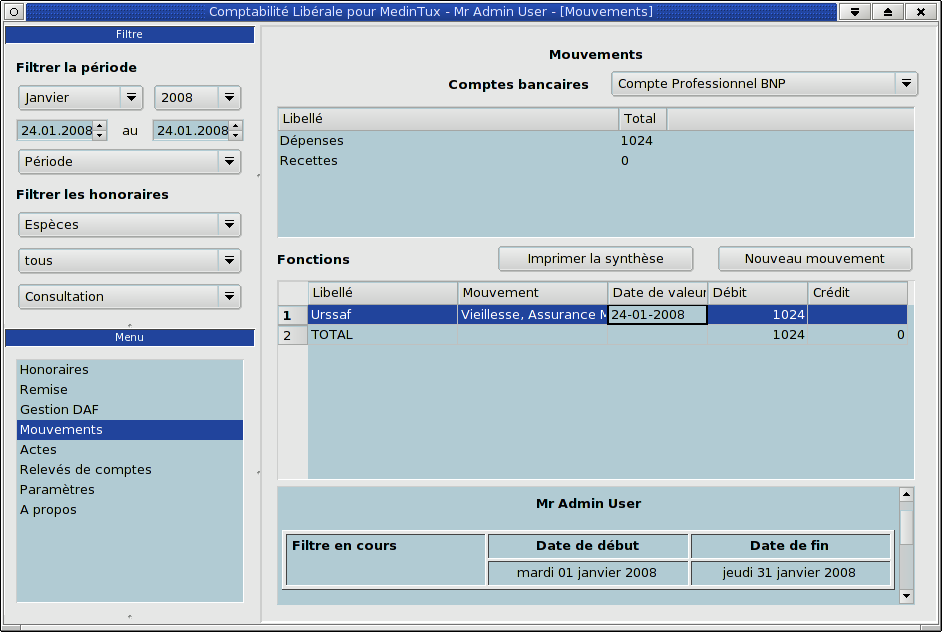 Comptabilité Libérale pour MedinTux - Mr Admin User - [Mouvements]
Filtre
Filtrer la période
Janvier 2008
24.01.2008 au 24.01.2008
Période
Filtrer les honoraires
Espèces
tous
Consultation
Menu
Honoraires
Remise
Gestion DAF
Mouvements
Actes
Relevés de comptes
Paramètres
A propos
Mouvements
Comptes bancaires Compte Professionnel BNP
Libellé Total
Dépenses 1024
Recettes 0
Fonctions Imprimer la synthèse Nouveau mouvement
Libellé Mouvement Date de valeur Débit Crédit
1 Urssaf Vieillesse, Assurance M 24-01-2008 1024
2 TOTAL 1024 0
Mr Admin User
Filtre en cours Date de début Date de fin
mardi 01 janvier 2008 jeudi 31 janvier 2008